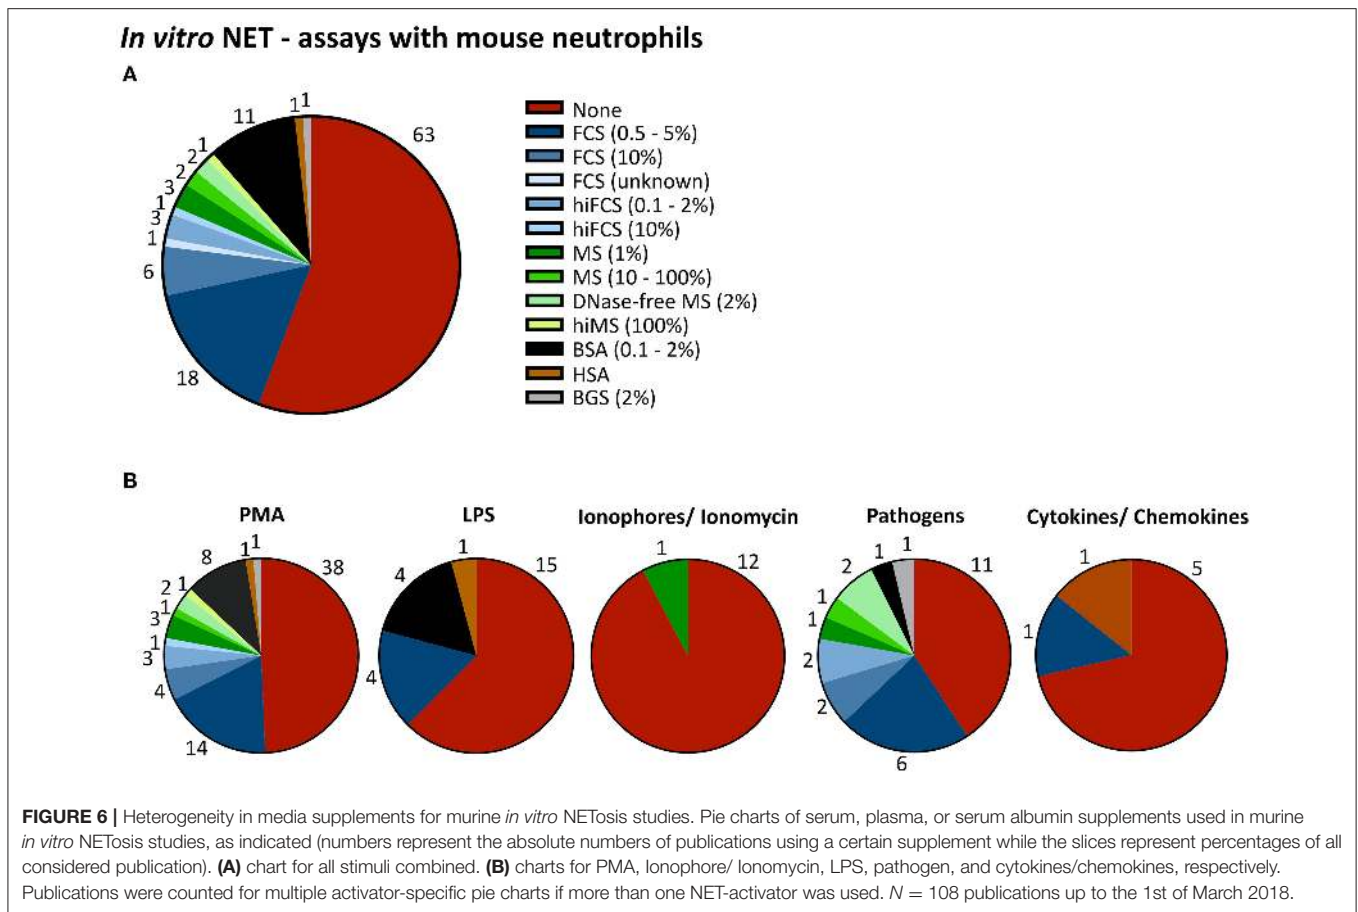 In vitro NET - assays with mouse neutrophils
A
11
1
1
63
1
2
2
3
1
3
1
6
18
None
FCS (0.5 - 5%)
FCS (10%)
FCS (unknown)
hiFCS (0.1 - 2%)
hiFCS (10%)
MS (1%)
MS (10 - 100%)
DNase-free MS (2%)
hiMS (100%)
BSA (0.1 - 2%)
HSA
BGS (2%)
B
PMA
8
1
1
38
1
2
1
3
1
3
4
14
LPS
1
15
4
4
Ionophores/ Ionomycin
1
12
Pathogens
1
1
11
2
1
1
2
2
6
Cytokines/ Chemokines
1
5
1
FIGURE 6 | Heterogeneity in media supplements for murine in vitro NETosis studies. Pie charts of serum, plasma, or serum albumin supplements used in murine
in vitro NETosis studies, as indicated (numbers represent the absolute numbers of publications using a certain supplement while the slices represent percentages of all
considered publication). (A) chart for all stimuli combined. (B) charts for PMA, Ionophore/ Ionomycin, LPS, pathogen, and cytokines/chemokines, respectively.
Publications were counted for multiple activator-specific pie charts if more than one NET-activator was used. N = 108 publications up to the 1st of March 2018.